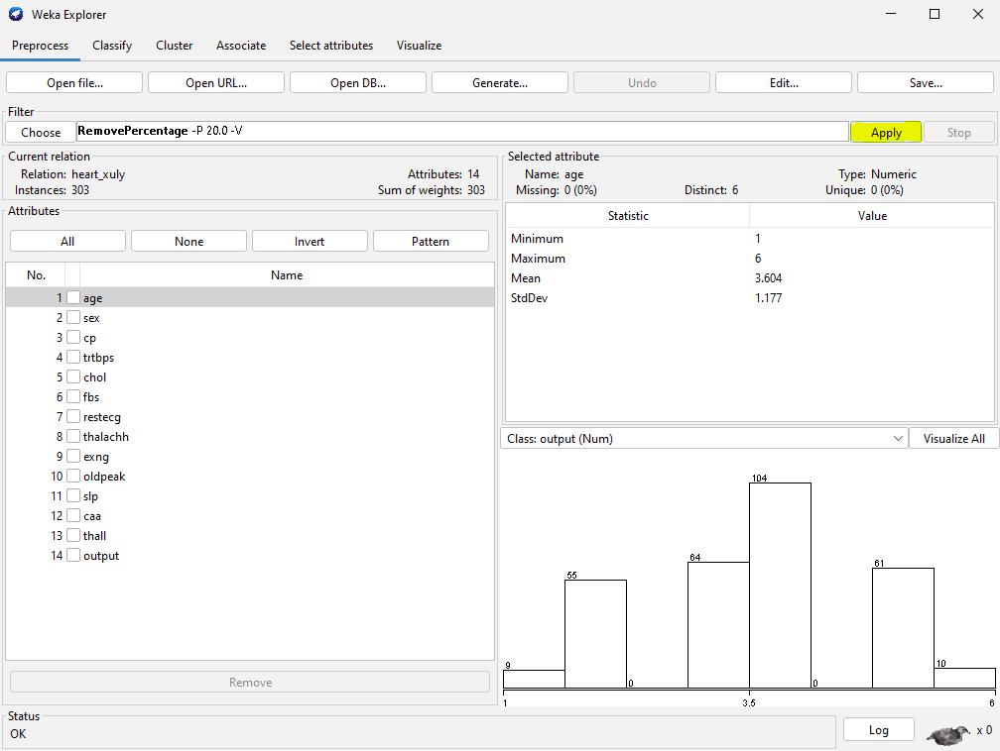 Weka Explorer
Preprocess Classify Cluster Associate Select attributes Visualize
Open file... Open URL... Open DB... Generate... Undo Edit... Save...
Filter
Choose RemovePercentage -P 20.0 -V Apply Stop
Current relation
Relation: heart_xuly Attributes: 14
Instances: 303 Sum of weights: 303
Attributes
All None Invert Pattern
No. Name
1 age
2 sex
3 cp
4 trtbps
5 chol
6 fbs
7 restecg
8 thalachh
9 exng
10 oldpeak
11 slp
12 caa
13 thall
14 output
Remove
Selected attribute
Name: age Type: Numeric
Missing: 0 (0%) Distinct: 6 Unique: 0 (0%)
Statistic Value
Minimum 1
Maximum 6
Mean 3.604
StdDev 1.177
Class: output (Num) Visualize All
9 55 0 64 104 0 61 10
1 3.5 6
Status
OK
Log x 0